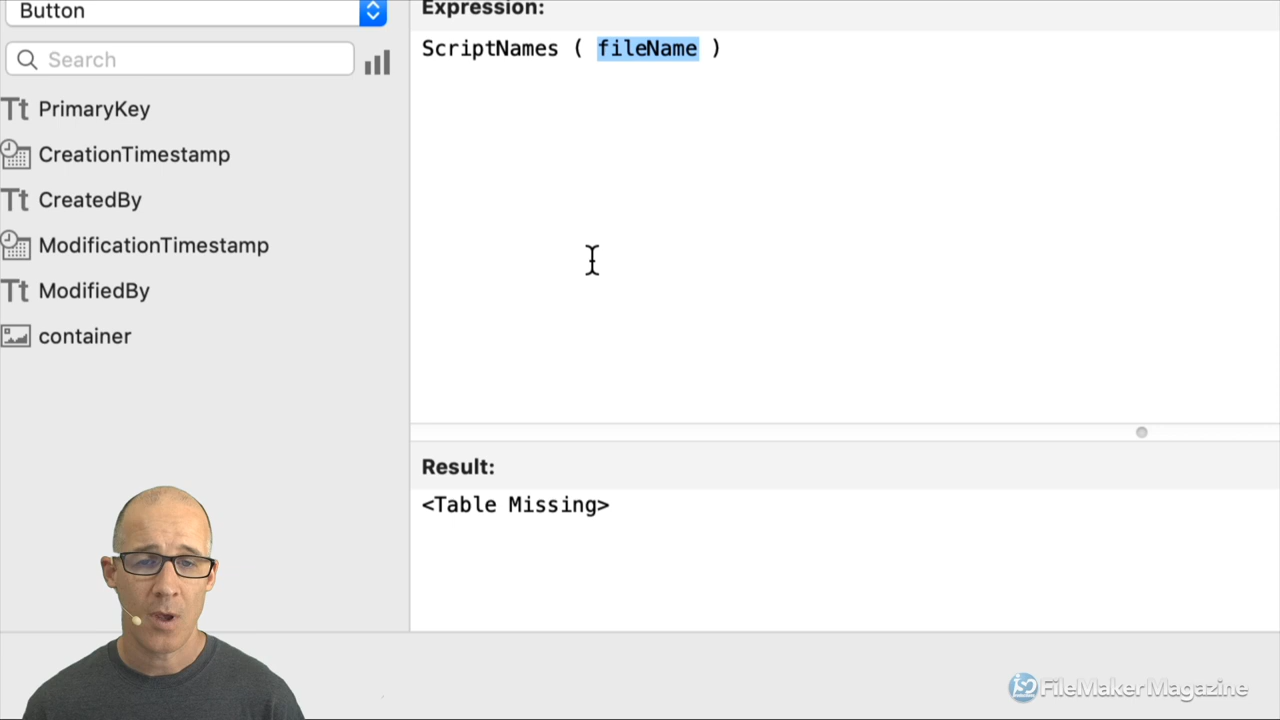 Button
Search
PrimaryKey
CreationTimestamp
CreatedBy
ModificationTimestamp
ModifiedBy
container
Expression:
ScriptNames ( fileName )
Result:
<Table Missing>
FileMakerMagazine